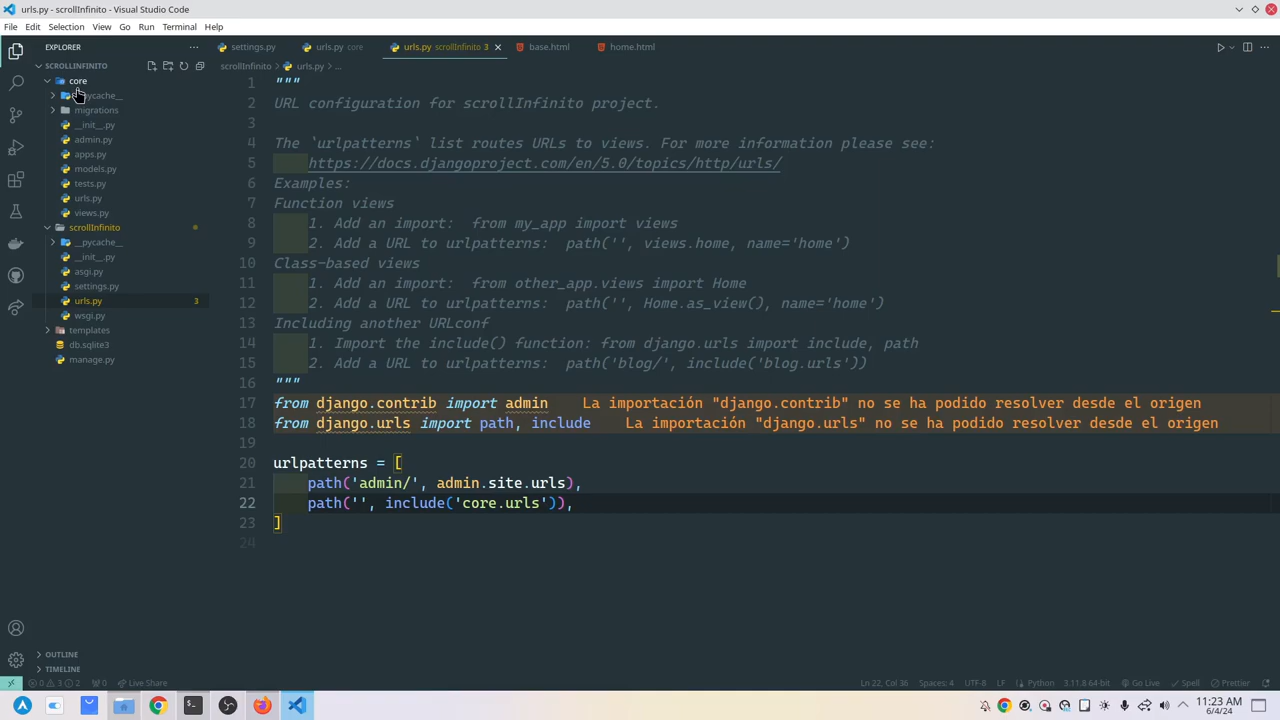 urls.py - scrollInfinito - Visual Studio Code
File Edit Selection View Go Run Terminal Help
EXPLORER
settings.py
urls.py core
urls.py scrollInfinito 3
base.html
home.html
SCROLLINFINITO
scrollInfinito > urls.py > ...
core
migrations
__init__.py
admin.py
apps.py
models.py
tests.py
urls.py
views.py
scrollInfinito
__pycache__
__init__.py
asgi.py
settings.py
urls.py 3
wsgi.py
templates
db.sqlite3
manage.py
OUTLINE
TIMELINE
1 """
2 URL configuration for scrollInfinito project.
3
4 The `urlpatterns` list routes URLs to views. For more information please see:
5 https://docs.djangoproject.com/en/5.0/topics/http/urls/
6 Examples:
7 Function views
8 1. Add an import:  from my_app import views
9 2. Add a URL to urlpatterns:  path('', views.home, name='home')
10 Class-based views
11 1. Add an import:  from other_app.views import Home
12 2. Add a URL to urlpatterns:  path('', Home.as_view(), name='home')
13 Including another URLconf
14 1. Import the include() function: from django.urls import include, path
15 2. Add a URL to urlpatterns:  path('blog/', include('blog.urls'))
16 """
17 from django.contrib import admin La importación "django.contrib" no se ha podido resolver desde el origen
18 from django.urls import path, include La importación "django.urls" no se ha podido resolver desde el origen
19
20 urlpatterns = [
21 path('admin/', admin.site.urls),
22 path('', include('core.urls')),
23 ]
24
0 3 2 0 Live Share
Ln 22, Col 36 Spaces: 4 UTF-8 LF Python 3.11.8 64-bit Go Live Spell Prettier
11:23 AM
6/4/24